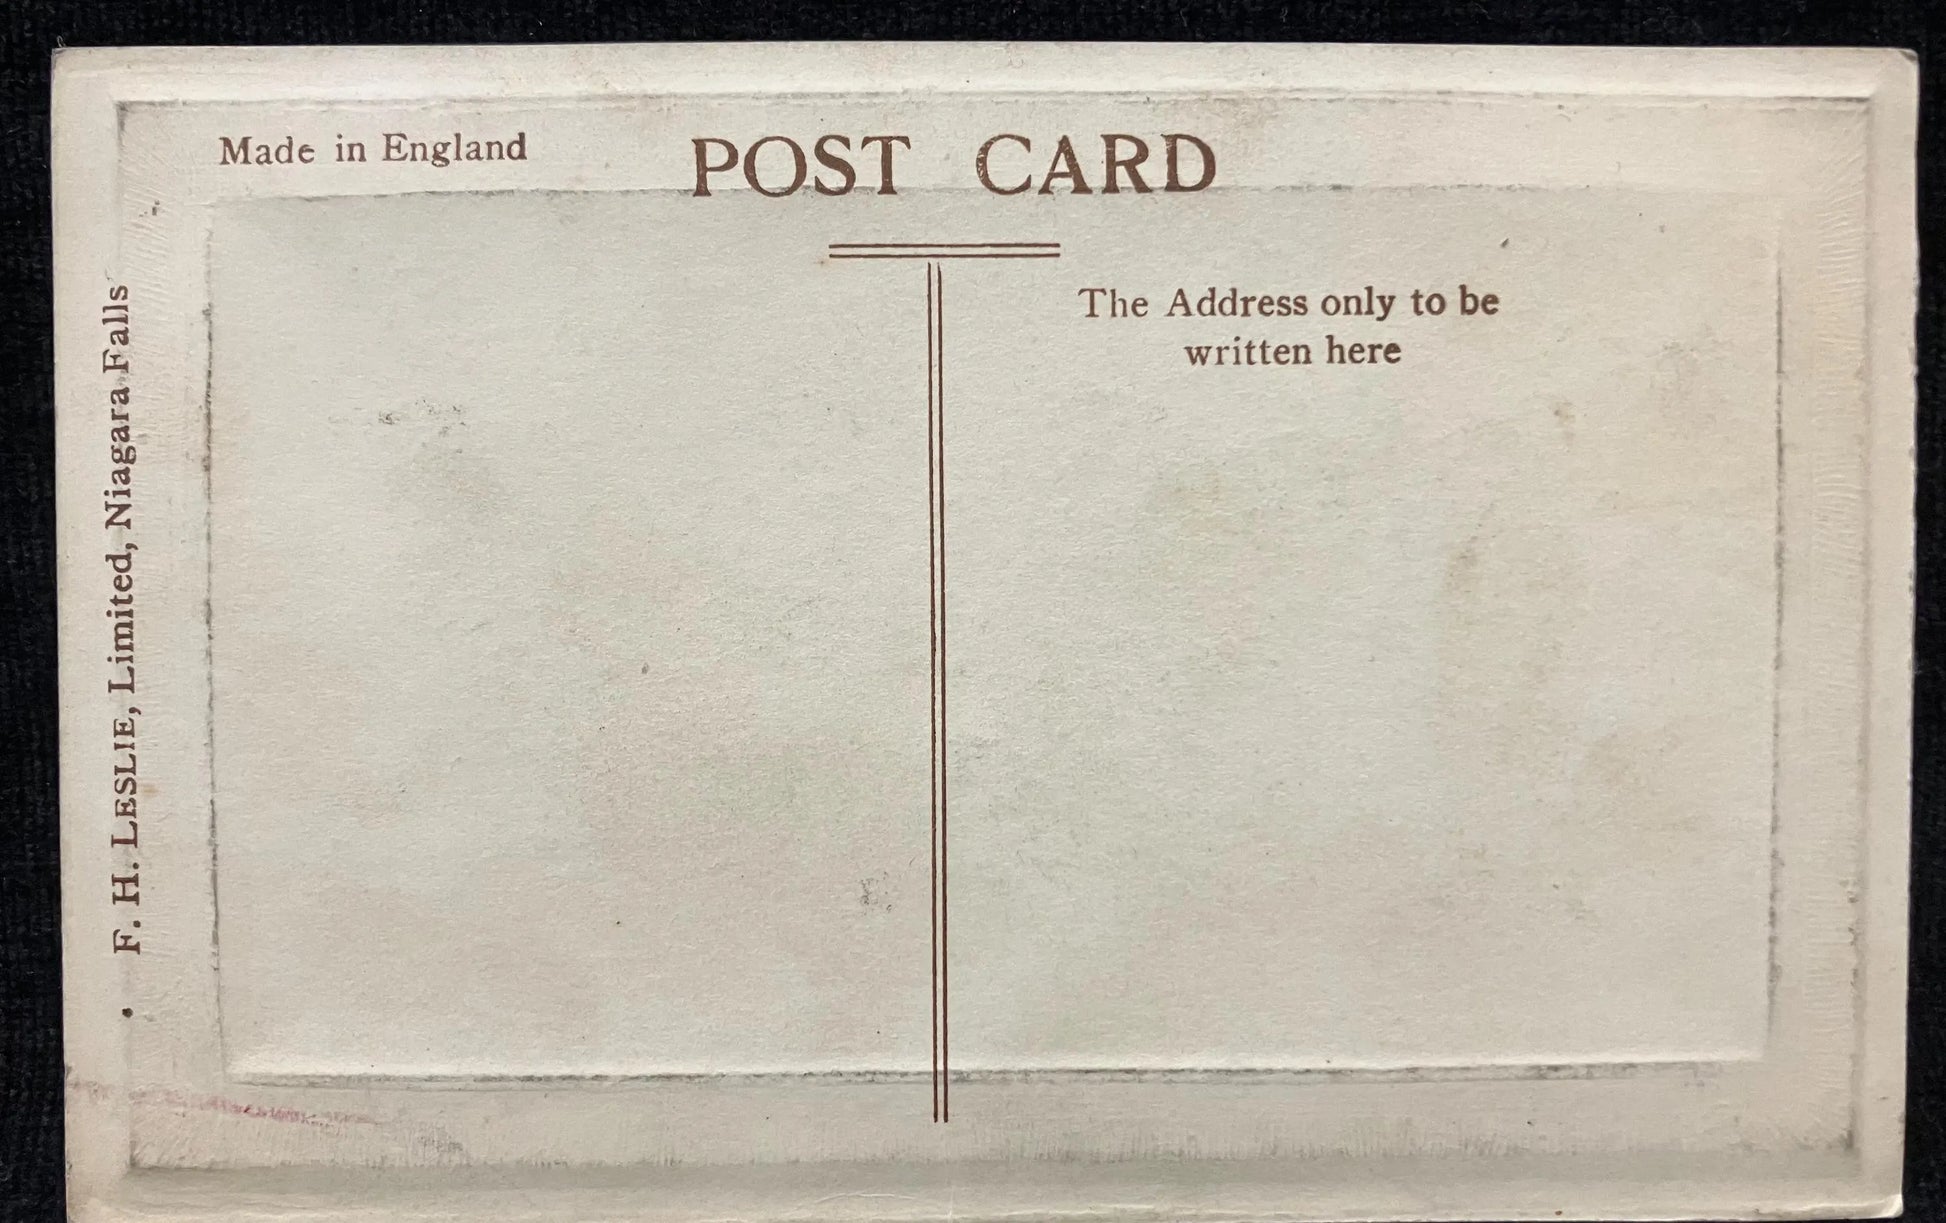 Made in England
POST CARD
The Address only to be
written here
F. H. LESLIE, Limited, Niagara Falls